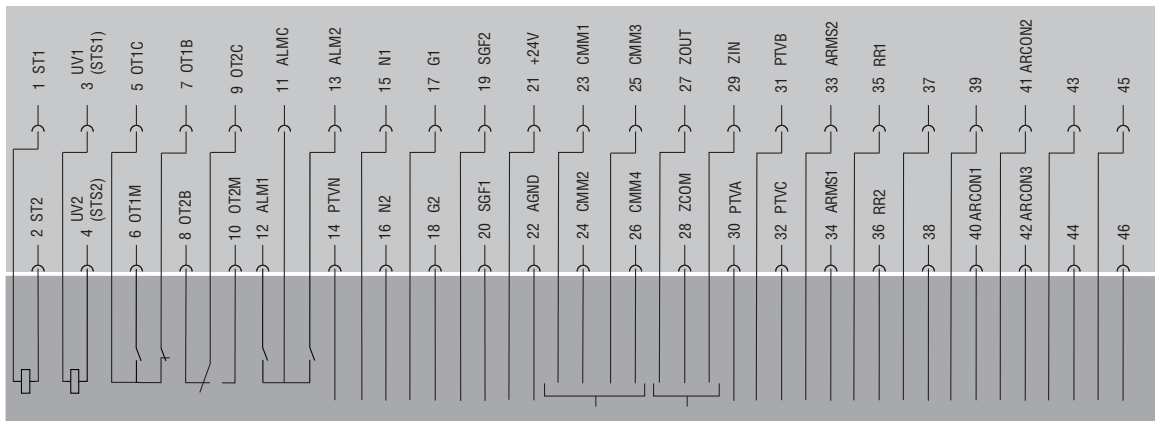 1 ST1
3 UV1 (STS1)
5 OT1C
7 OT1B
9 OT2C
11 ALMC
13 ALM2
15 N1
17 G1
19 SGF2
21 +24V
23 CMM1
25 CMM3
27 ZOUT
29 ZIN
31 PTVB
33 ARMS2
35 RR1
37
39
41 ARCON2
43
45
2 ST2
4 UV2 (STS2)
6 OT1M
8 OT2B
10 OT2M
12 ALM1
14 PTVN
16 N2
18 G2
20 SGF1
22 AGND
24 CMM2
26 CMM4
28 ZCOM
30 PTVA
32 PTVC
34 ARMS1
36 RR2
38
40 ARCON1
42 ARCON3
44
46